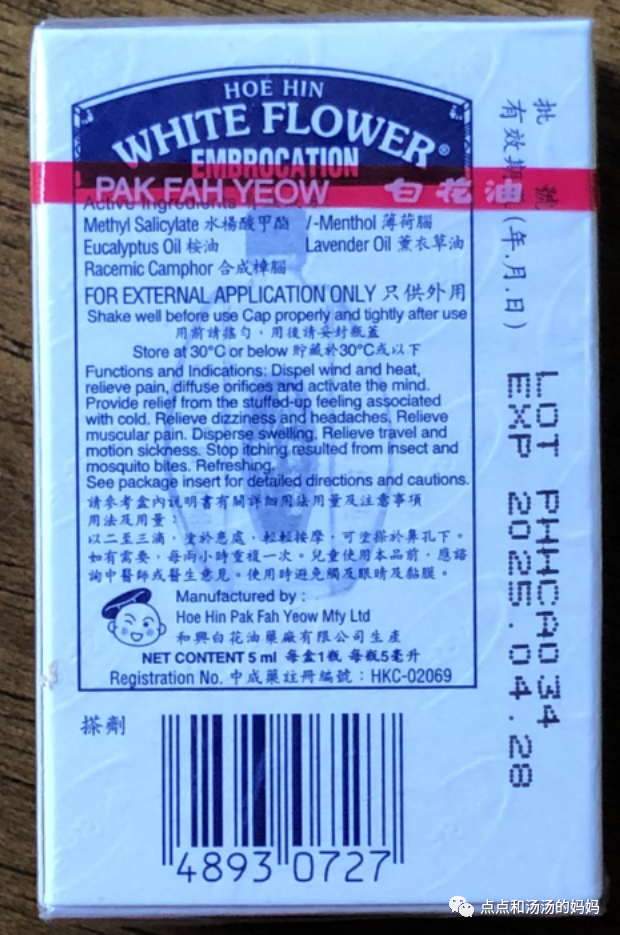 HOE HIN
WHITE FLOWER®
EMBROCATION
PAK FAH YEOW 白花油
Active Ingredients
Methyl Salicylate 水楊酸甲酯 l-Menthol 薄荷腦
Eucalyptus Oil 桉油 Lavender Oil 薰衣草油
Racemic Camphor 合成樟腦
FOR EXTERNAL APPLICATION ONLY 只供外用
Shake well before use Cap properly and tightly after use
用前請搖勻，用後請妥封瓶蓋
Store at 30°C or below 貯藏於30°C或以下
Functions and Indications: Dispel wind and heat,
relieve pain, diffuse orifices and activate the mind.
Provide relief from the stuffed-up feeling associated
with cold. Relieve dizziness and headaches. Relieve
muscular pain. Disperse swelling. Relieve travel and
motion sickness. Stop itching resulted from insect and
mosquito bites. Refreshing.
See package insert for detailed directions and cautions.
請參考盒內說明書有關詳細用法用量及注意事項
用法及用量：
以二至三滴，塗於患處，輕輕按摩，可塗搽於鼻孔下。
如有需要，每兩小時重複一次。兒童使用本品前，應諮
詢中醫師或醫生意見。使用時避免觸及眼睛及黏膜。
Manufactured by :
Hoe Hin Pak Fah Yeow Mfy Ltd
和興白花油藥廠有限公司生產
NET CONTENT 5 ml 每盒1瓶 每瓶5毫升
Registration No. 中成藥註冊編號：HKC-02069
搽劑
4893 0727
批號
有效期(年.月.日)
LOT PHHCA034
EXP 2025.04.28
点点和汤汤的妈妈